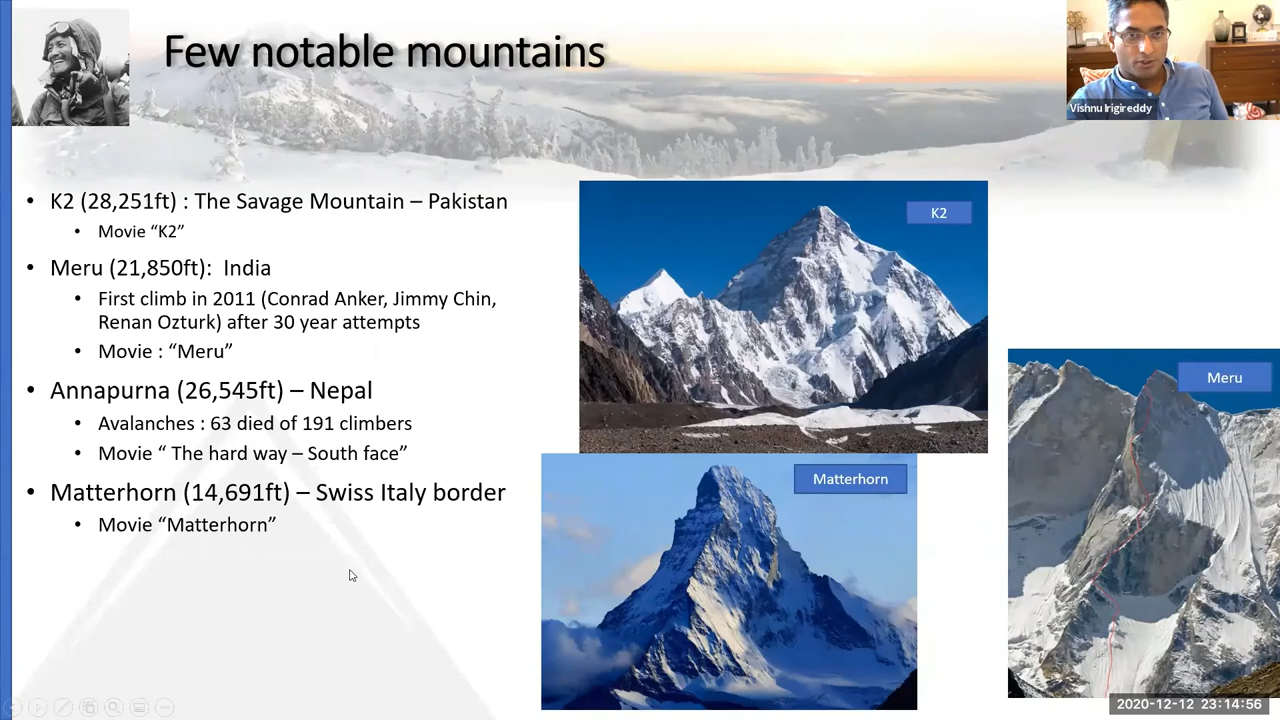 Few notable mountains
Vishnu Irigireddy
• K2 (28,251ft) : The Savage Mountain – Pakistan
• Movie “K2”
• Meru (21,850ft):  India
• First climb in 2011 (Conrad Anker, Jimmy Chin,
Renan Ozturk) after 30 year attempts
• Movie : “Meru”
• Annapurna (26,545ft) – Nepal
• Avalanches : 63 died of 191 climbers
• Movie “ The hard way – South face”
• Matterhorn (14,691ft) – Swiss Italy border
• Movie “Matterhorn”
K2
Meru
Matterhorn
2020-12-12 23:14:56